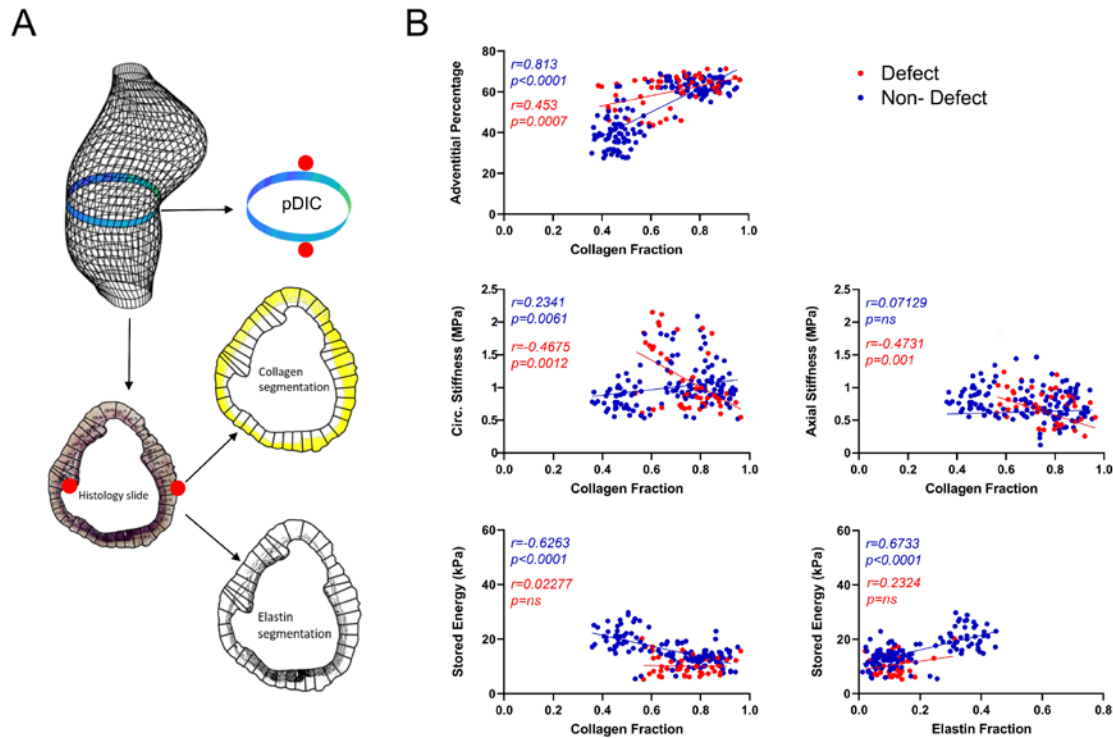 A
pDIC
Collagen
segmentation
Histology slide
Elastin
segmentation
B
Defect
Non- Defect
r=0.813
p<0.0001
r=0.453
p=0.0007
Adventitial Percentage
80
60
40
20
0
0.0 0.2 0.4 0.6 0.8 1.0
Collagen Fraction
r=0.2341
p=0.0061
r=-0.4675
p=0.0012
Circ. Stiffness (MPa)
2.5
2.0
1.5
1
0.5
0
0.0 0.2 0.4 0.6 0.8 1.0
Collagen Fraction
r=0.07129
p=ns
r=-0.4731
p=0.001
Axial Stiffness (MPa)
2.5
2.0
1.5
1
0.5
0
0.0 0.2 0.4 0.6 0.8 1.0
Collagen Fraction
r=-0.6263
p<0.0001
r=0.02277
p=ns
Stored Energy (kPa)
60
40
20
0
0.0 0.2 0.4 0.6 0.8 1.0
Collagen Fraction
r=0.6733
p<0.0001
r=0.2324
p=ns
Stored Energy (kPa)
60
40
20
0
0.0 0.2 0.4 0.6 0.8
Elastin Fraction